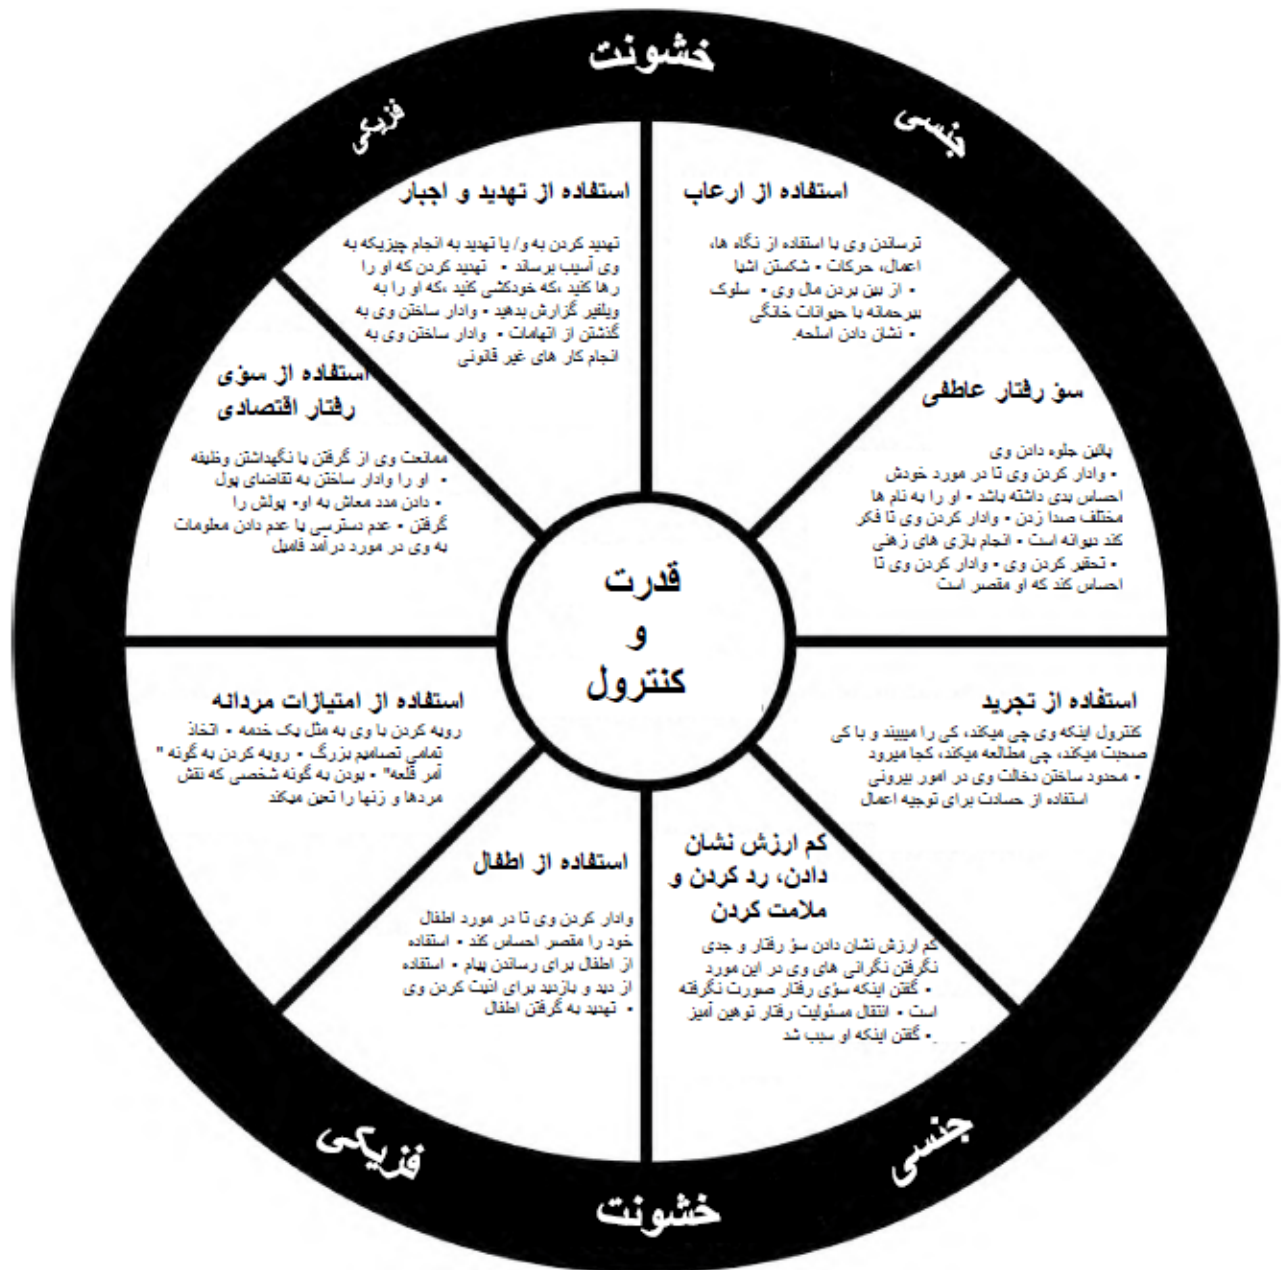 خشونت
فزیکی
جنسی
استفاده از ارعاب
ترساندن وی با استفاده از نگاه ها،
اعمال، حرکات • شکستن اشیا
• از بین بردن مال وی • سلوک
بیرحمانه با حیوانات خانگی
• نشان دادن اسلحه.
سؤ رفتار عاطفی
پائین جلوه دادن وی
• وادار کردن وی تا در مورد خودش
احساس بدی داشته باشد • او را به نام ها
مختلف صدا زدن • وادار کردن وی تا فکر
کند دیوانه است • انجام بازی های زهنی
• تحقیر کردن وی • وادار کردن وی تا
احساس کند که او مقصر است
استفاده از تجرید
کنترول اینکه وی چی میکند، کی را میبیند و با کی
صحبت میکند، چی مطالعه میکند، کجا میرود
• محدود ساختن دخالت وی در امور بیرونی
استفاده از حسادت برای توجیه اعمال
کم ارزش نشان
دادن، رد کردن و
ملامت کردن
کم ارزش نشان دادن سؤ رفتار و جدی
نگرفتن نگرانی های وی در این مورد
• گفتن اینکه سؤی رفتار صورت نگرفته
است • انتقال مسئولیت رفتار توهین آمیز
• گفتن اینکه او سبب شد
استفاده از اطفال
وادار کردن وی تا در مورد اطفال
خود را مقصر احساس کند • استفاده
از اطفال برای رساندن پیام • استفاده
از دید و بازدید برای اذیت کردن وی
• تهدید به گرفتن اطفال
استفاده از امتیازات مردانه
رویه کردن با وی به مثل یک خدمه • اتخاذ
تمامی تصامیم بزرگ • رویه کردن به گونه "
آمر قلعه" • بودن به گونه شخصی که نقش
مردها و زنها را تعین میکند
استفاده از سؤی
رفتار اقتصادی
ممانعت وی از گرفتن یا نگهداشتن وظیفه
• او را وادار ساختن به تقاضای پول
• دادن مدد معاش به او • پولش را
گرفتن • عدم دسترسی یا عدم دادن معلومات
به وی در مورد درآمد فامیل
استفاده از تهدید و اجبار
تهدید کردن به و/ یا تهدید به انجام چیزیکه به
وی آسیب برساند • تهدید کردن که او را
رها کنید ،که خودکشی کنید ،که او را به
ویلفیر گزارش بدهید • وادار ساختن وی به
گذشتن از اتهامات • وادار ساختن وی به
انجام کار های غیر قانونی
قدرت
و
کنترول
فزیکی
جنسی
خشونت